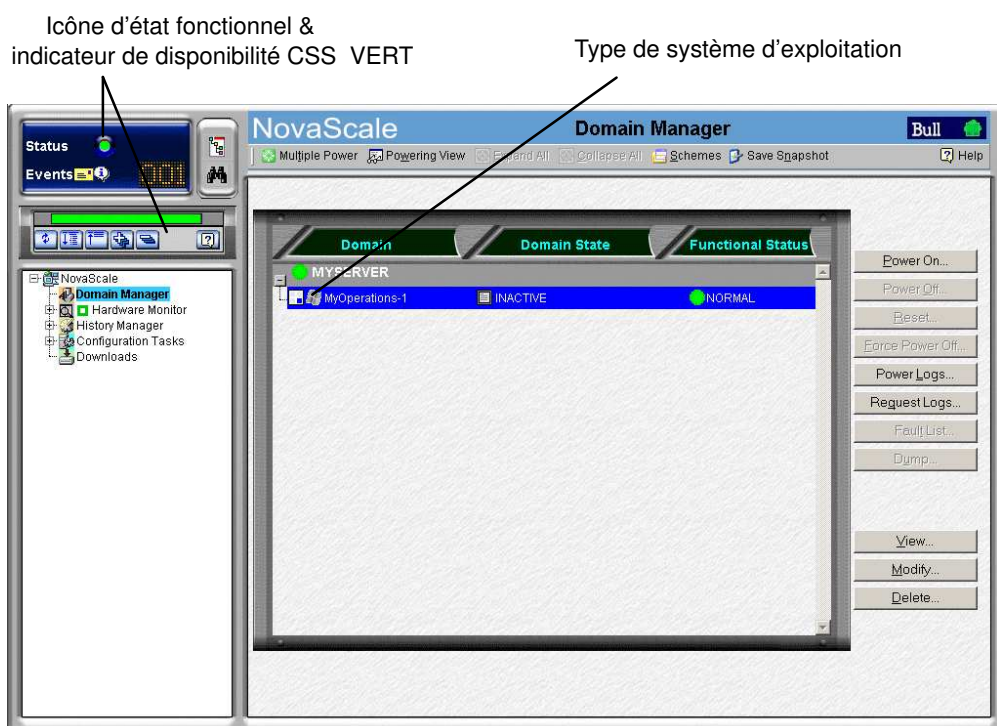 Icône d'état fonctionnel &
indicateur de disponibilité CSS VERT
Type de système d'exploitation
Status
Events
001
NovaScale
Domain Manager
Bull
Multiple Power
Powering View
Expand All
Collapse All
Schemes
Save Snapshot
Help
NovaScale
Domain Manager
Hardware Monitor
History Manager
Configuration Tasks
Downloads
Domain
Domain State
Functional Status
MYSERVER
MyOperations-1
INACTIVE
NORMAL
Power On...
Power Off...
Reset...
Force Power Off...
Power Logs...
Request Logs...
Fault List...
Dump...
View...
Modify...
Delete...